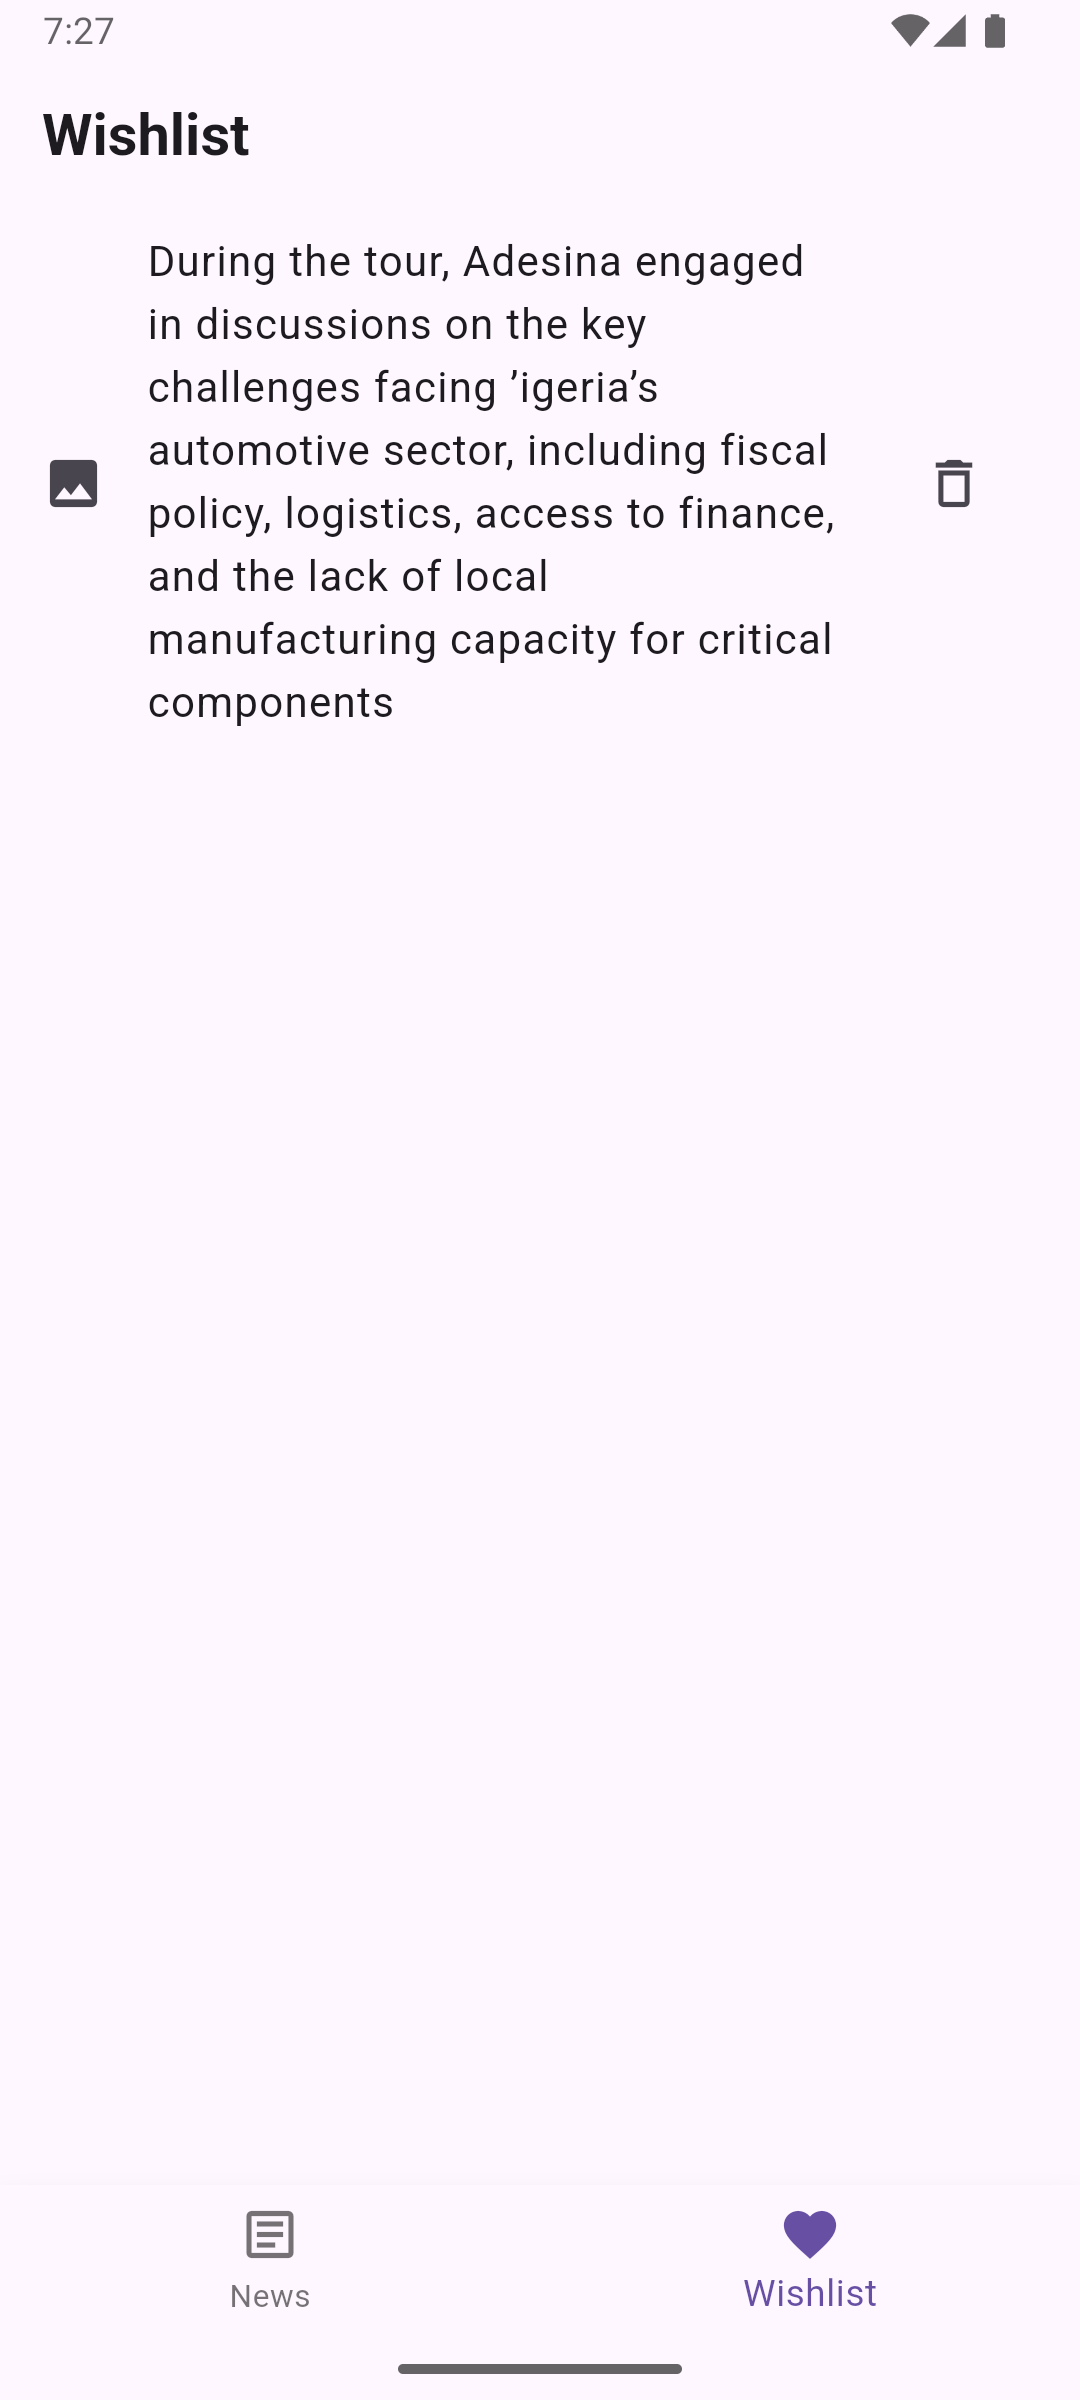 7:27
Wishlist
During the tour, Adesina engaged
in discussions on the key
challenges facing ’igeria’s
automotive sector, including fiscal
policy, logistics, access to finance,
and the lack of local
manufacturing capacity for critical
components
News
Wishlist